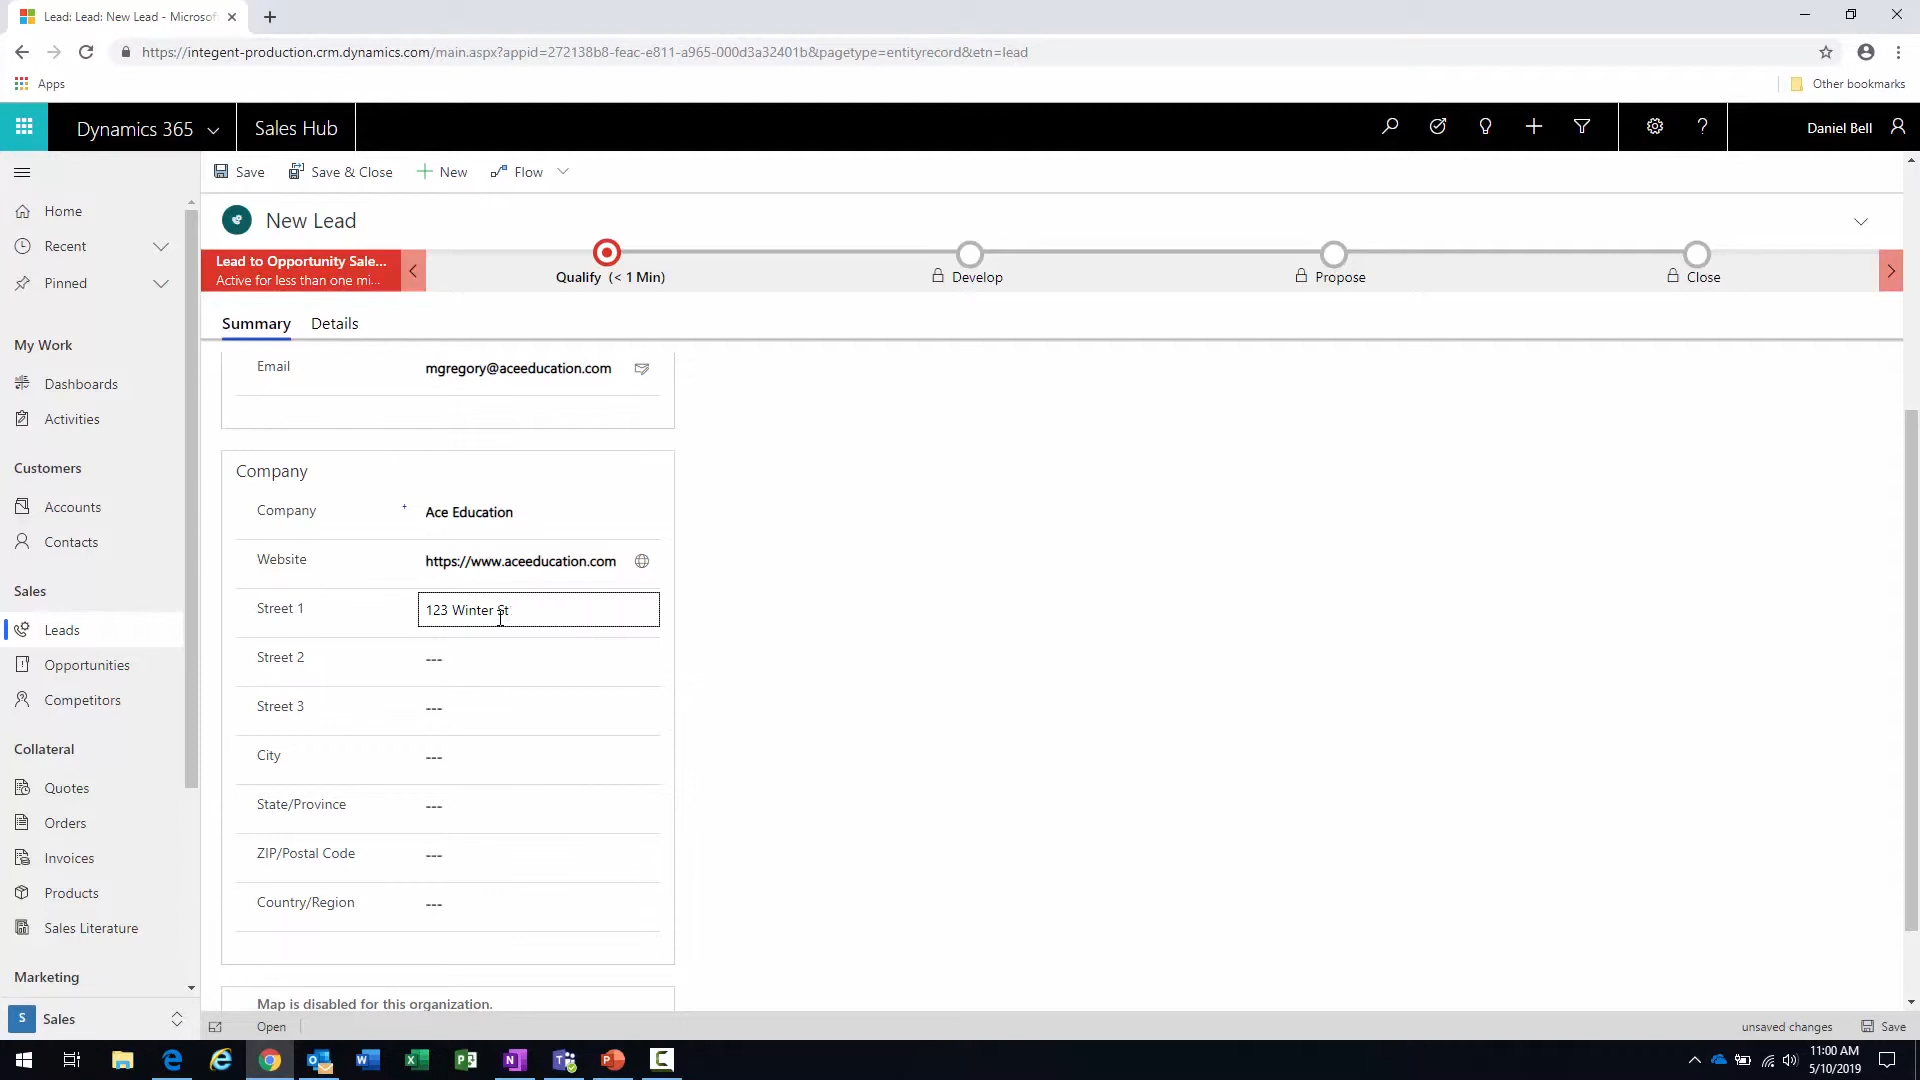 Lead: Lead: New Lead - Microsof
https://integent-production.crm.dynamics.com/main.aspx?appid=272138b8-feac-e811-a965-000d3a32401b&pagetype=entityrecord&etn=lead
Apps
Other bookmarks
Dynamics 365
Sales Hub
Daniel Bell
Save
Save & Close
New
Flow
New Lead
Home
Recent
Pinned
My Work
Dashboards
Activities
Customers
Accounts
Contacts
Sales
Leads
Opportunities
Competitors
Collateral
Quotes
Orders
Invoices
Products
Sales Literature
Marketing
S Sales
Lead to Opportunity Sale...
Active for less than one mi...
Qualify (< 1 Min)
Develop
Propose
Close
Summary
Details
Email mgregory@aceeducation.com
Company
Company + Ace Education
Website https://www.aceeducation.com
Street 1 123 Winter St
Street 2 ---
Street 3 ---
City ---
State/Province ---
ZIP/Postal Code ---
Country/Region ---
Map is disabled for this organization.
Open
unsaved changes
Save
11:00 AM
5/10/2019